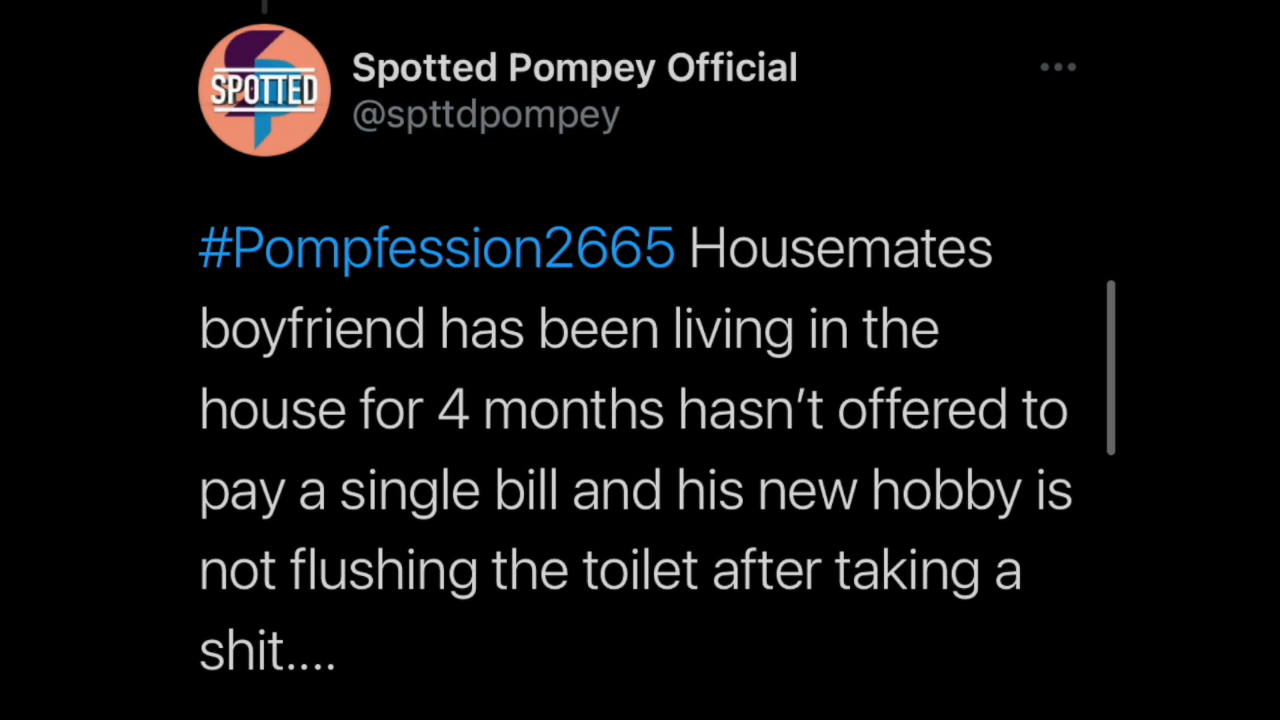 SPOTTED
Spotted Pompey Official
@spttdpompey
#Pompfession2665 Housemates
boyfriend has been living in the
house for 4 months hasn’t offered to
pay a single bill and his new hobby is
not flushing the toilet after taking a
shit....